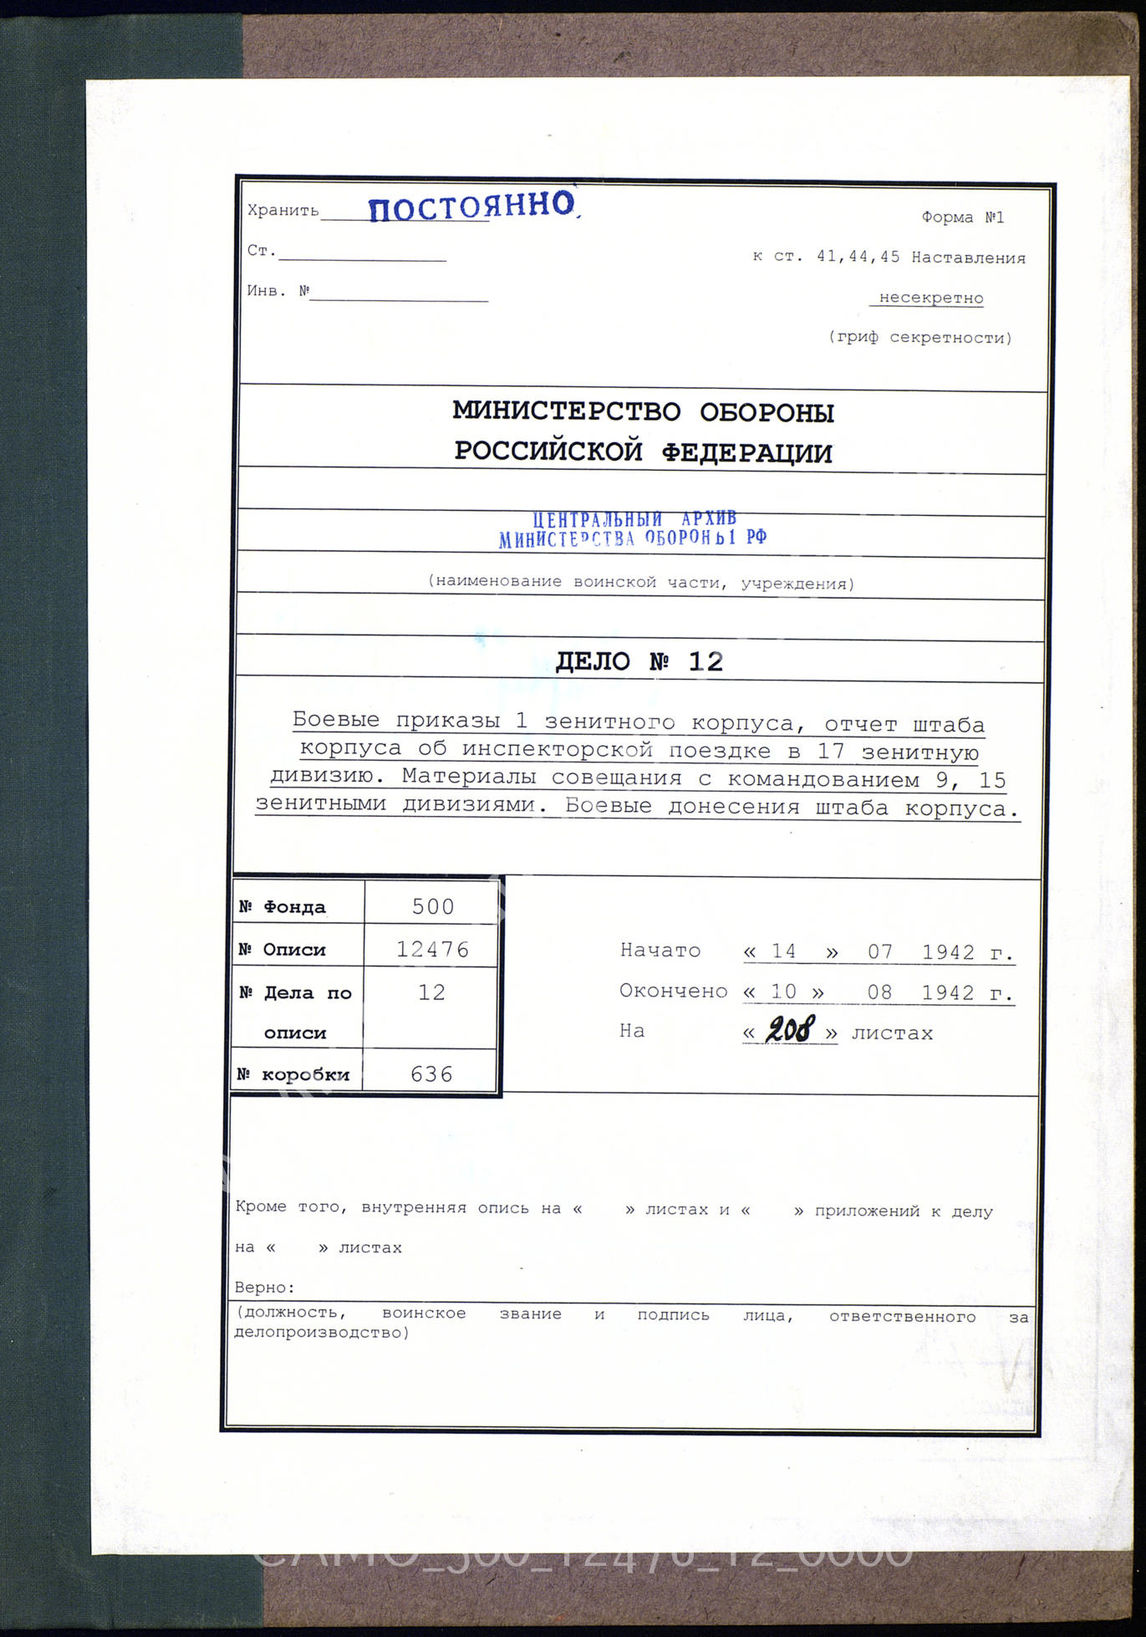 Хранить ПОСТОЯННО.
Форма №1
Ст.
к ст. 41,44,45 Наставления
Инв. №
несекретно
(гриф секретности)
МИНИСТЕРСТВО ОБОРОНЫ
РОССИЙСКОЙ ФЕДЕРАЦИИ
ЦЕНТРАЛЬНЫЙ АРХИВ
МИНИСТЕРСТВА ОБОРОНЫ РФ
(наименование воинской части, учреждения)
ДЕЛО № 12
Боевые приказы 1 зенитного корпуса, отчет штаба
корпуса об инспекторской поездке в 17 зенитную
дивизию. Материалы совещания с командованием 9, 15
зенитными дивизиями. Боевые донесения штаба корпуса.
№ Фонда 500
№ Описи 12476
№ Дела по 12
описи
№ коробки 636
Начато « 14 » 07 1942 г.
Окончено « 10 » 08 1942 г.
На « 208 » листах
Кроме того, внутренняя опись на « » листах и « » приложений к делу
на « » листах
Верно:
(должность, воинское звание и подпись лица, ответственного за
делопроизводство)
CAMO_500_12476_12_0000